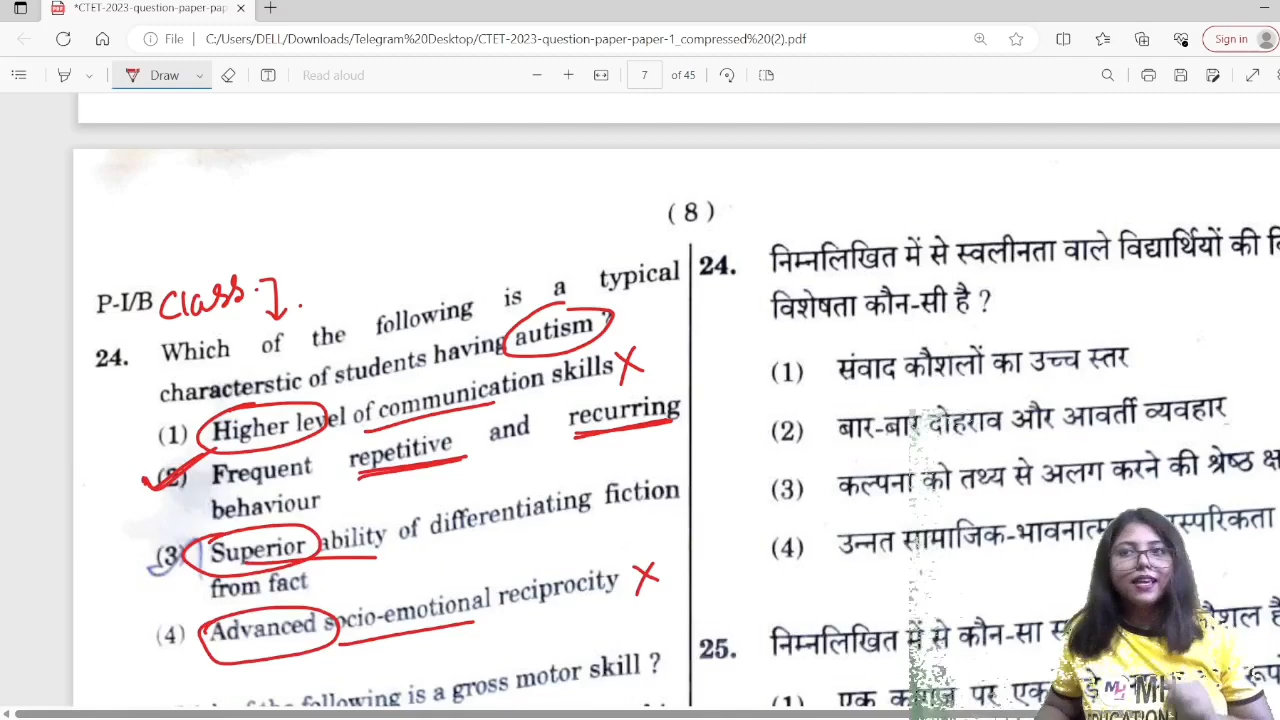 *CTET-2023-question-paper-pap
File
C:/Users/DELL/Downloads/Telegram%20Desktop/CTET-2023-question-paper-paper-1_compressed%20(2).pdf
Sign in
Draw
Read aloud
7 of 45
( 8 )
P-I/B Class.
24. Which of the following is a typical
characterstic of students having autism ?
(1) Higher level of communication skills
(2) Frequent repetitive and recurring
behaviour
(3) Superior ability of differentiating fiction
from fact
(4) Advanced socio-emotional reciprocity
of the following is a gross motor skill ?
24. निम्नलिखित में से स्वलीनता वाले विद्यार्थियों की
विशेषता कौन-सी है ?
(1) संवाद कौशलों का उच्च स्तर
(2) बार-बार दोहराव और आवर्ती व्यवहार
(3) कल्पना को तथ्य से अलग करने की श्रेष्ठ
(4) उन्नत सामाजिक-भावनात्म
25. निम्नलिखित में से कौन-सा
(1) एक
MH
EDUCATION